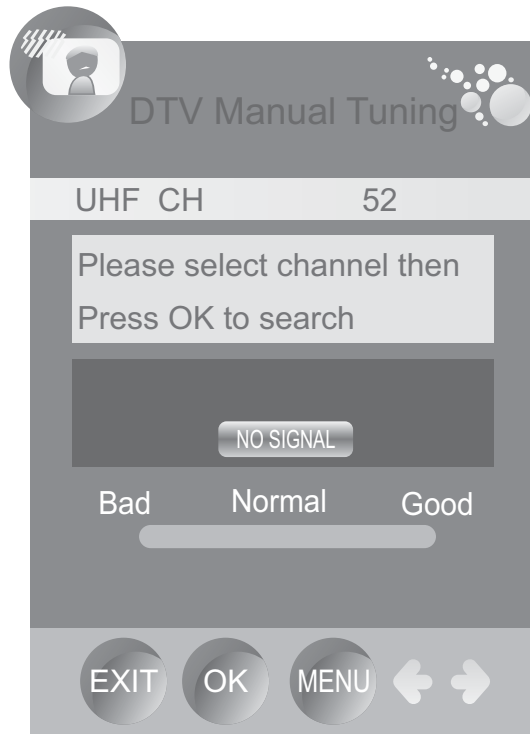 DTV Manual Tuning
UHF CH 52
Please select channel then
Press OK to search
NO SIGNAL
Bad Normal Good
EXIT OK MENU